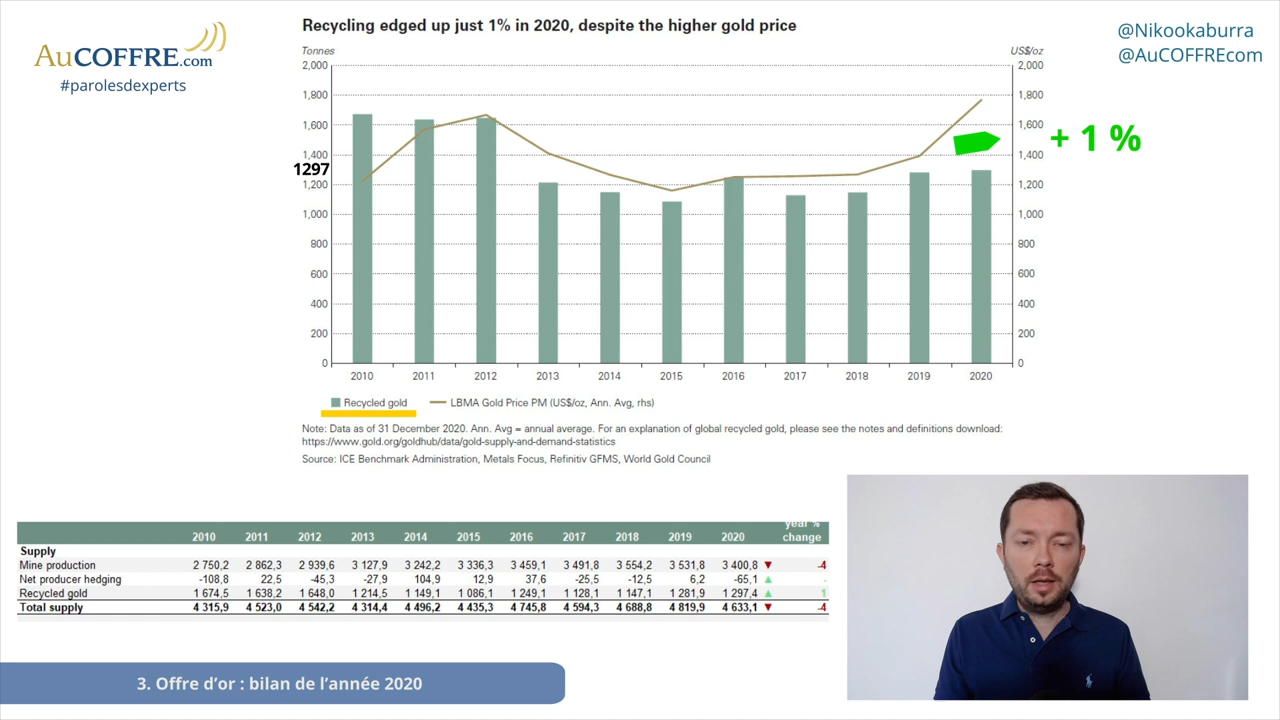 AuCOFFRE.com
#parolesdexperts
@Nikookaburra
@AuCOFFREcom
Recycling edged up just 1% in 2020, despite the higher gold price
Tonnes US$/oz
2,000 2,000
1,800 1,800
1,600 1,600
+ 1 %
1,400 1,400
1297
1,200 1,200
1,000 1,000
800 800
600 600
400 400
200 200
0 0
2010 2011 2012 2013 2014 2015 2016 2017 2018 2019 2020
Recycled gold LBMA Gold Price PM (US$/oz, Ann. Avg, rhs)
Note: Data as of 31 December 2020. Ann. Avg = annual average. For an explanation of global recycled gold, please see the notes and definitions download:
https://www.gold.org/goldhub/data/gold-supply-and-demand-statistics
Source: ICE Benchmark Administration, Metals Focus, Refinitiv GFMS, World Gold Council
year %
2010 2011 2012 2013 2014 2015 2016 2017 2018 2019 2020 change
Supply
Mine production 2 750,2 2 862,3 2 939,6 3 127,9 3 242,2 3 336,3 3 459,1 3 491,8 3 554,2 3 531,8 3 400,8 ▼ -4
Net producer hedging -108,8 22,5 -45,3 -27,9 104,9 12,9 37,6 -25,5 -12,5 6,2 -65,1 ▲ -
Recycled gold 1 674,5 1 638,2 1 648,0 1 214,5 1 149,1 1 086,1 1 249,1 1 128,1 1 147,1 1 281,9 1 297,4 ▲ 1
Total supply 4 315,9 4 523,0 4 542,2 4 314,4 4 496,2 4 435,3 4 745,8 4 594,3 4 688,8 4 819,9 4 633,1 ▼ -4
3. Offre d’or : bilan de l’année 2020